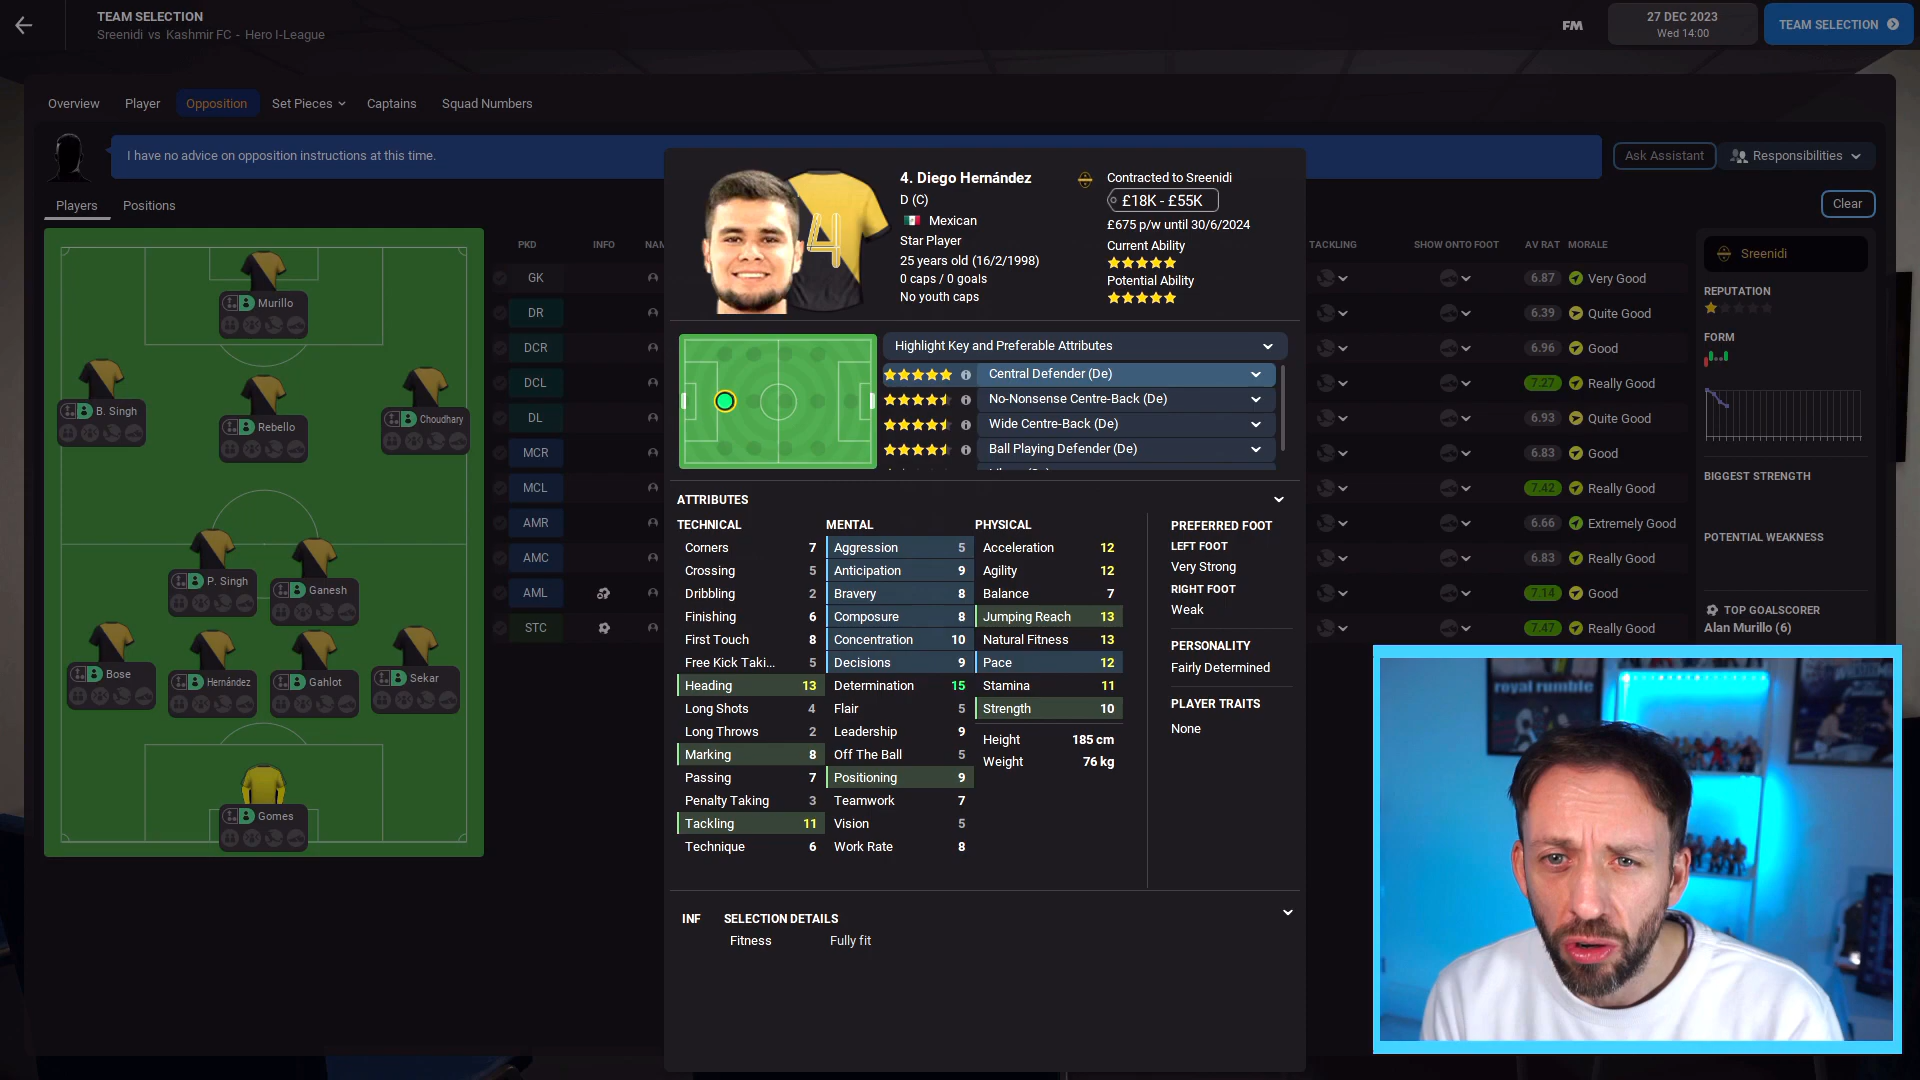 TEAM SELECTION
Sreenidi vs Kashmir FC - Hero I-League
FM
27 DEC 2023
Wed 14:00
TEAM SELECTION
Overview
Player
Opposition
Set Pieces
Captains
Squad Numbers
I have no advice on opposition instructions at this time.
Ask Assistant
Responsibilities
Players
Positions
Clear
Murillo
B. Singh
Rebello
Choudhary
P. Singh
Ganesh
Bose
Hernández
Gahlot
Sekar
Gomes
PKD INFO NAM
GK
DR
DCR
DCL
DL
MCR
MCL
AMR
AMC
AML
STC
4
4. Diego Hernández
D (C)
Mexican
Star Player
25 years old (16/2/1998)
0 caps / 0 goals
No youth caps
Contracted to Sreenidi
£18K - £55K
£675 p/w until 30/6/2024
Current Ability
Potential Ability
Highlight Key and Preferable Attributes
Central Defender (De)
No-Nonsense Centre-Back (De)
Wide Centre-Back (De)
Ball Playing Defender (De)
ATTRIBUTES
TECHNICAL
Corners 7
Crossing 5
Dribbling 2
Finishing 6
First Touch 8
Free Kick Taki... 5
Heading 13
Long Shots 4
Long Throws 2
Marking 8
Passing 7
Penalty Taking 3
Tackling 11
Technique 6
MENTAL
Aggression 5
Anticipation 9
Bravery 8
Composure 8
Concentration 10
Decisions 9
Determination 15
Flair 5
Leadership 9
Off The Ball 5
Positioning 9
Teamwork 7
Vision 5
Work Rate 8
PHYSICAL
Acceleration 12
Agility 12
Balance 7
Jumping Reach 13
Natural Fitness 13
Pace 12
Stamina 11
Strength 10
Height 185 cm
Weight 76 kg
PREFERRED FOOT
LEFT FOOT
Very Strong
RIGHT FOOT
Weak
PERSONALITY
Fairly Determined
PLAYER TRAITS
None
INF SELECTION DETAILS
Fitness Fully fit
TACKLING SHOW ONTO FOOT AV RAT MORALE
6.87 Very Good
6.39 Quite Good
6.96 Good
7.27 Really Good
6.93 Quite Good
6.83 Good
7.42 Really Good
6.66 Extremely Good
6.83 Really Good
7.14 Good
7.47 Really Good
Sreenidi
REPUTATION
FORM
BIGGEST STRENGTH
POTENTIAL WEAKNESS
TOP GOALSCORER
Alan Murillo (6)
royal rumble